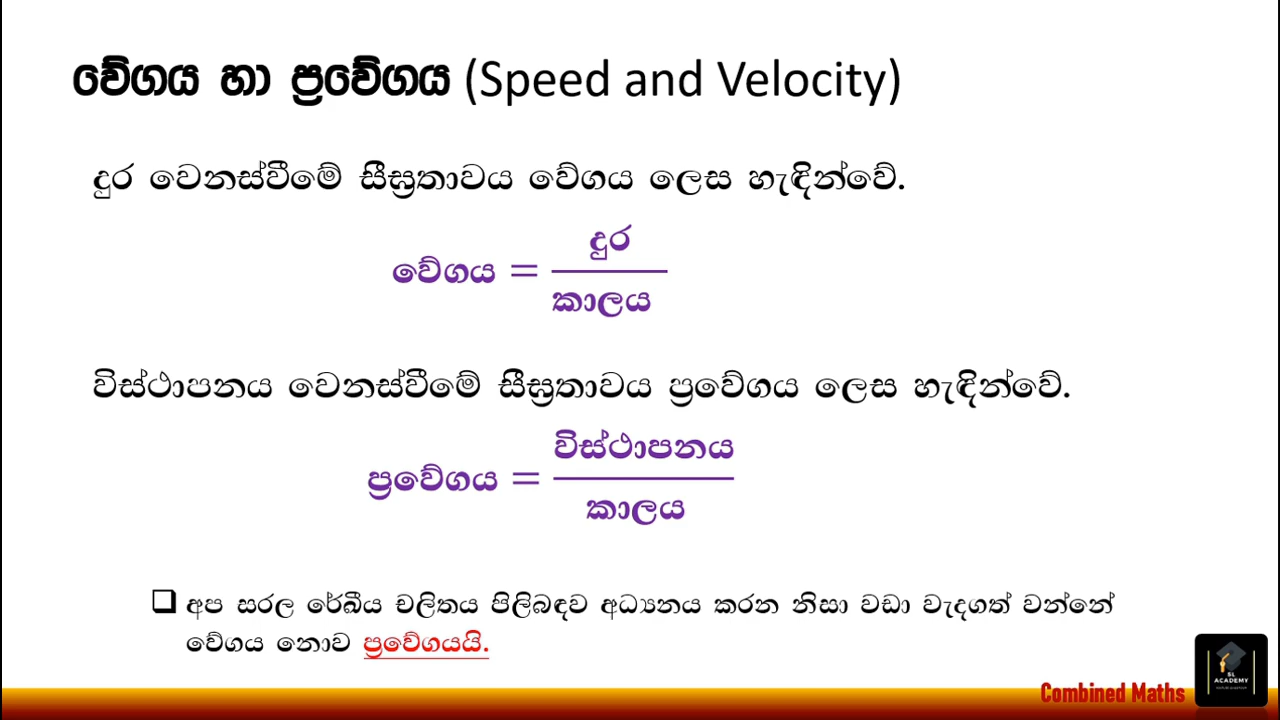 වේගය හා ප්‍රවේගය (Speed and Velocity)
දුර වෙනස්වීමේ සීඝ්‍රතාවය වේගය ලෙස හැඳින්වේ.
වේගය = දුර
කාලය
විස්ථාපනය වෙනස්වීමේ සීඝ්‍රතාවය ප්‍රවේගය ලෙස හැඳින්වේ.
ප්‍රවේගය = විස්ථාපනය
කාලය
අප සරල රේඛීය චලිතය පිලිබඳව අධ්‍යනය කරන නිසා වඩා වැදගත් වන්නේ
වේගය නොව ප්‍රවේගයයි.
Combined Maths
SL
ACADEMY